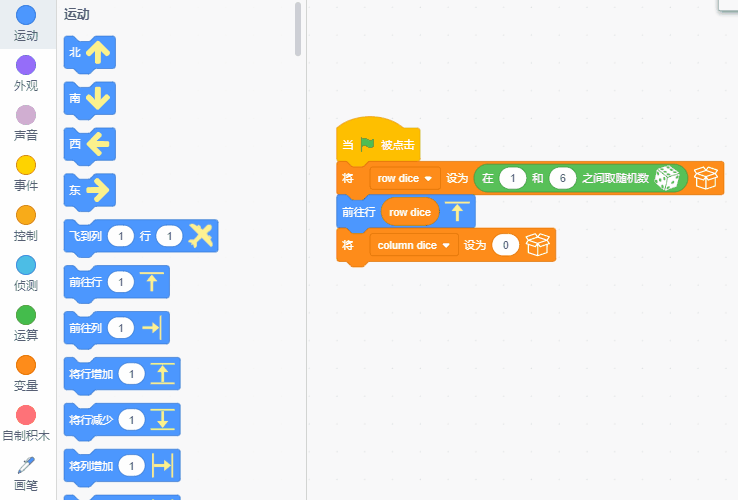 运动
外观
声音
事件
控制
侦测
运算
变量
自制积木
画笔
运动
北
南
西
东
飞到列 1 行 1
前往行 1
前往列 1
将行增加 1
将行减少 1
将列增加 1
当 被点击
将 row dice 设为 在 1 和 6 之间取随机数
前往行 row dice
将 column dice 设为 0